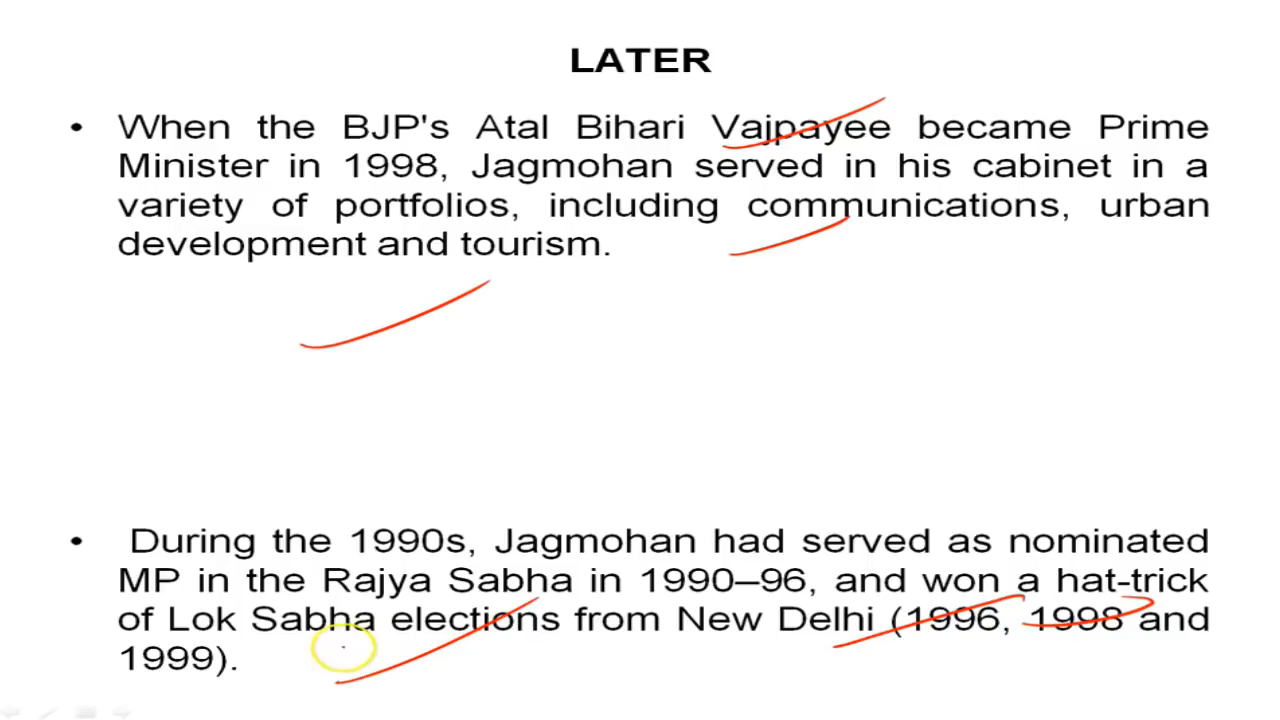 LATER
• When the BJP's Atal Bihari Vajpayee became Prime
Minister in 1998, Jagmohan served in his cabinet in a
variety of portfolios, including communications, urban
development and tourism.
• During the 1990s, Jagmohan had served as nominated
MP in the Rajya Sabha in 1990–96, and won a hat-trick
of Lok Sabha elections from New Delhi (1996, 1998 and
1999).